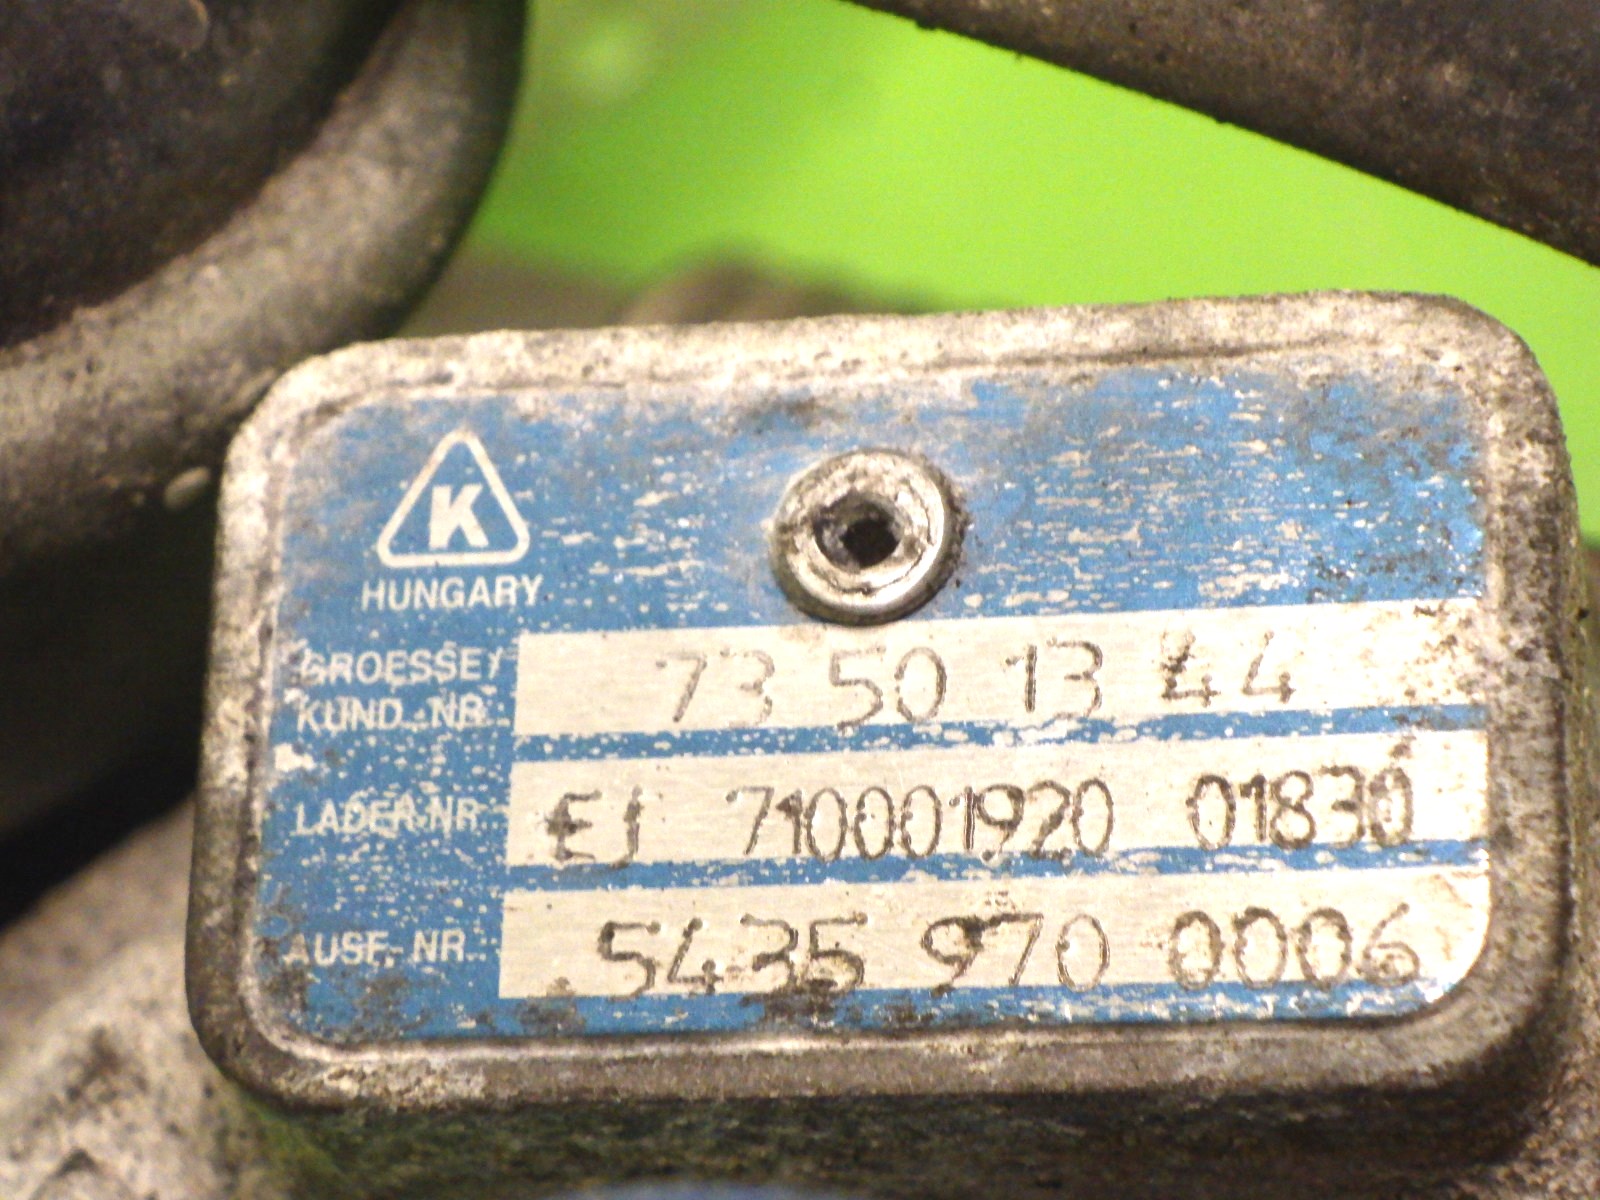 K
HUNGARY
GROESSE/ 73 50 13 44
KUND.-NR.
LADER-NR. EJ 710001920 01830
AUSF.-NR. 5435 970 0006